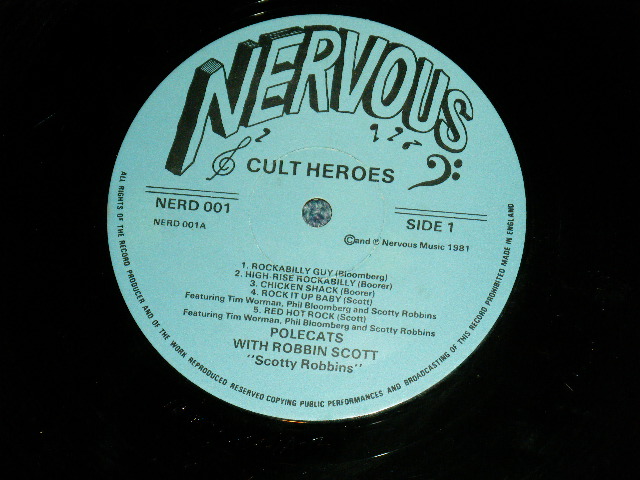 NERVOUS
CULT HEROES
NERD 001
NERD 001A
SIDE 1
©and ℗ Nervous Music 1981
1. ROCKABILLY GUY (Bloomberg)
2. HIGH-RISE ROCKABILLY (Boorer)
3. CHICKEN SHACK (Boorer)
4. ROCK IT UP BABY (Scott)
Featuring Tim Worman, Phil Bloomberg and Scotty Robbins
5. RED HOT ROCK (Scott)
Featuring Tim Worman, Phil Bloomberg and Scotty Robbins
POLECATS
WITH ROBBIN SCOTT
"Scotty Robbins"
ALL RIGHTS OF THE RECORD PRODUCER AND OF THE WORK REPRODUCED RESERVED COPYING PUBLIC PERFORMANCES AND BROADCASTING OF THIS RECORD PROHIBITED MADE IN ENGLAND